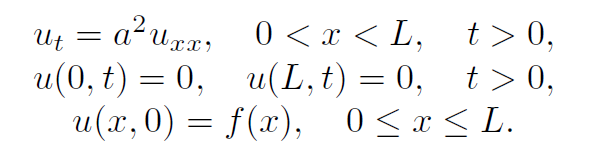 u_t = a^2 u_{xx}, 0 < x < L, t > 0,
u(0, t) = 0, u(L, t) = 0, t > 0,
u(x, 0) = f(x), 0 ≤ x ≤ L.